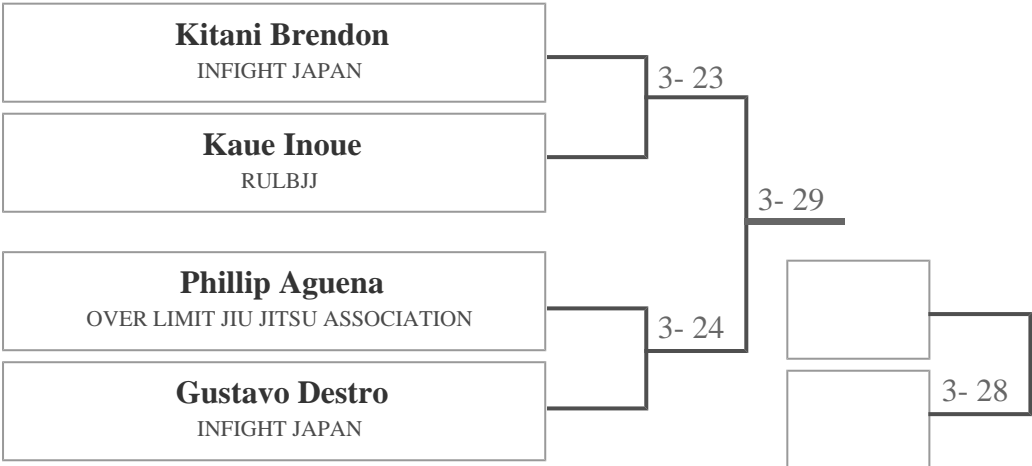 Kitani Brendon
INFIGHT JAPAN
3- 23
Kaue Inoue
RULBJJ
3- 29
Phillip Aguena
OVER LIMIT JIU JITSU ASSOCIATION
3- 24
Gustavo Destro
INFIGHT JAPAN
3- 28